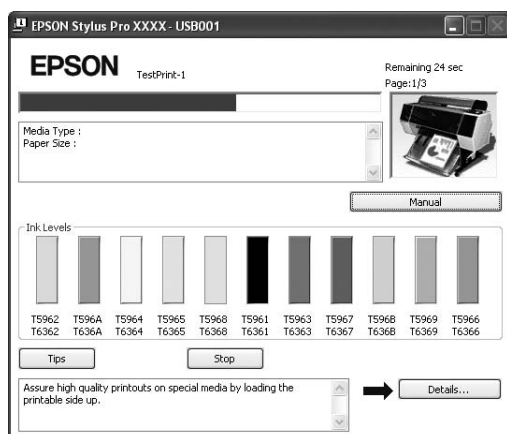 EPSON Stylus Pro XXXX - USB001
EPSON
TestPrint-1
Remaining 24 sec
Page:1/3
Media Type :
Paper Size :
Manual
Ink Levels
T5962 T596A T5964 T5965 T5968 T5961 T5963 T5967 T596B T5969 T5966
T6362 T636A T6364 T6365 T6368 T6361 T6363 T6367 T636B T6369 T6366
Tips
Stop
Assure high quality printouts on special media by loading the
printable side up.
Details...